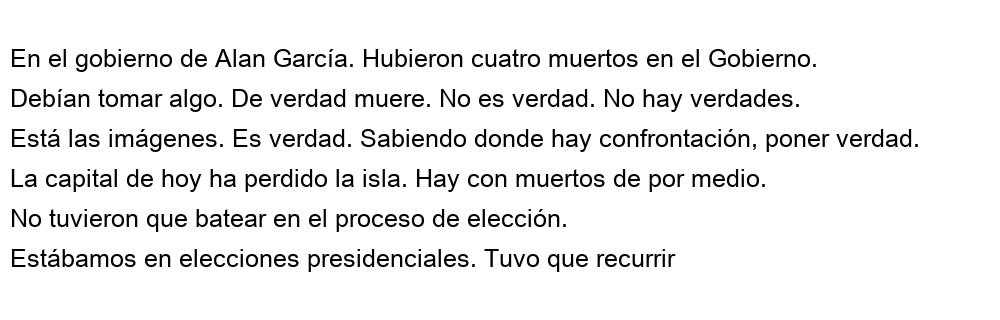 En el gobierno de Alan García. Hubieron cuatro muertos en el Gobierno.
Debían tomar algo. De verdad muere. No es verdad. No hay verdades.
Está las imágenes. Es verdad. Sabiendo donde hay confrontación, poner verdad.
La capital de hoy ha perdido la isla. Hay con muertos de por medio.
No tuvieron que batear en el proceso de elección.
Estábamos en elecciones presidenciales. Tuvo que recurrir